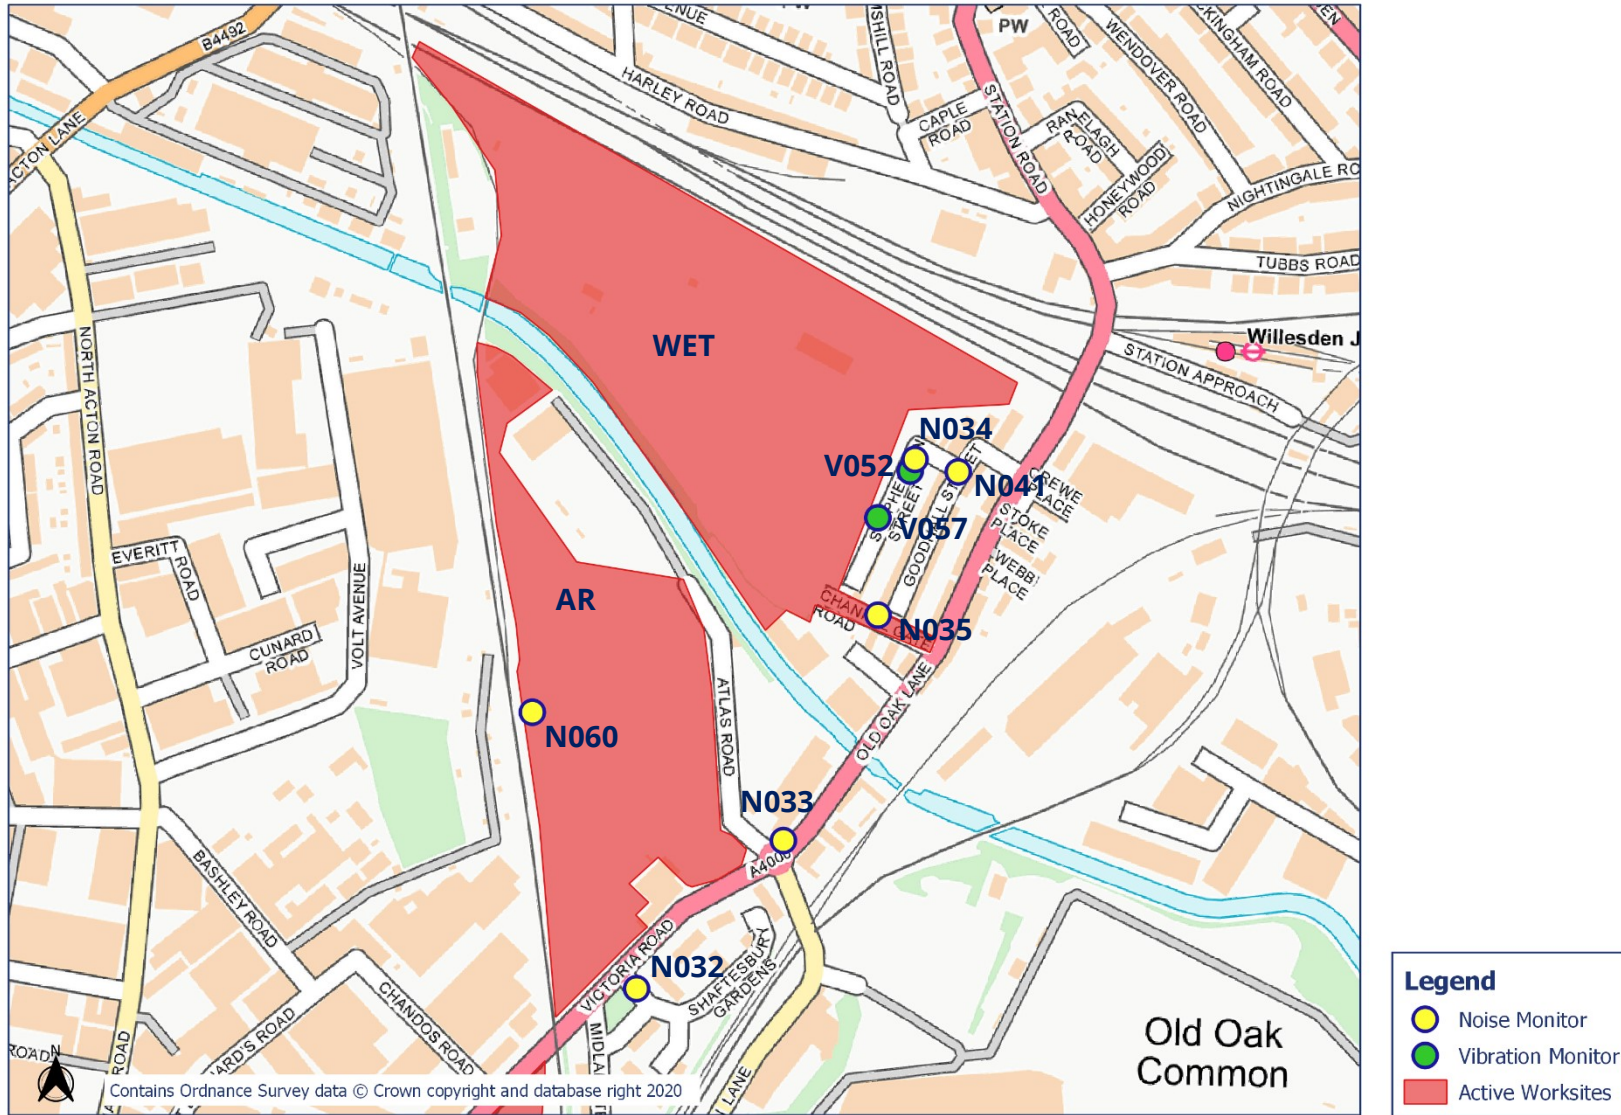 B4492
ACTON LANE
HARLEY ROAD
PW
CAPLE
ROAD
STATION ROAD
WENDOVER ROAD
ROAD
HONEYWOOD
ROAD
TUBBS ROAD
Willesden J
STATION APPROACH
WET
NORTH ACTON ROAD
N034
V052
N041
V057
CREWE
PLACE
STOKE
PLACE
WEBB
PLACE
STREET
EVERITT
ROAD
VOLT AVENUE
CUNARD
ROAD
AR
ROAD
N035
OLD OAK LANE
ATLAS ROAD
N060
N033
A4000
BASHLEY ROAD
VICTORIA ROAD
N032
SHAFTESBURY
GARDENS
CHANDOS ROAD
Old Oak
Common
N
Contains Ordnance Survey data © Crown copyright and database right 2020
Legend
Noise Monitor
Vibration Monitor
Active Worksites